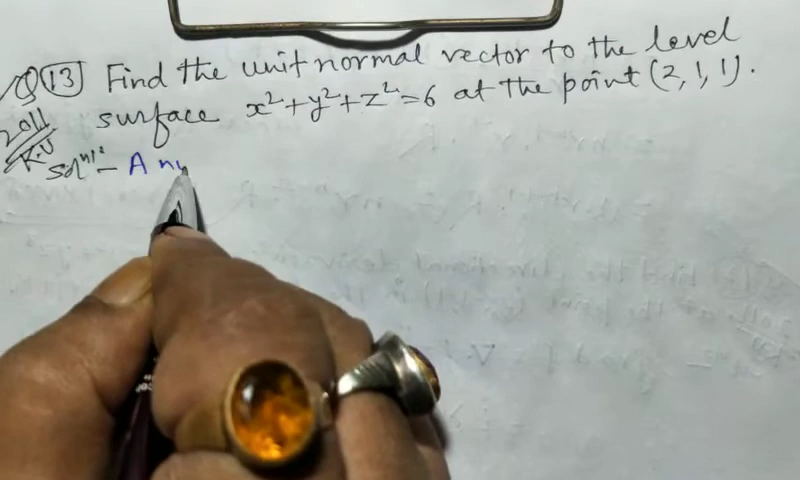 Q 13 Find the unit normal vector to the level
surface x²+y²+z²=6 at the point (2,1,1).
2011
R.U
Solⁿ:- A